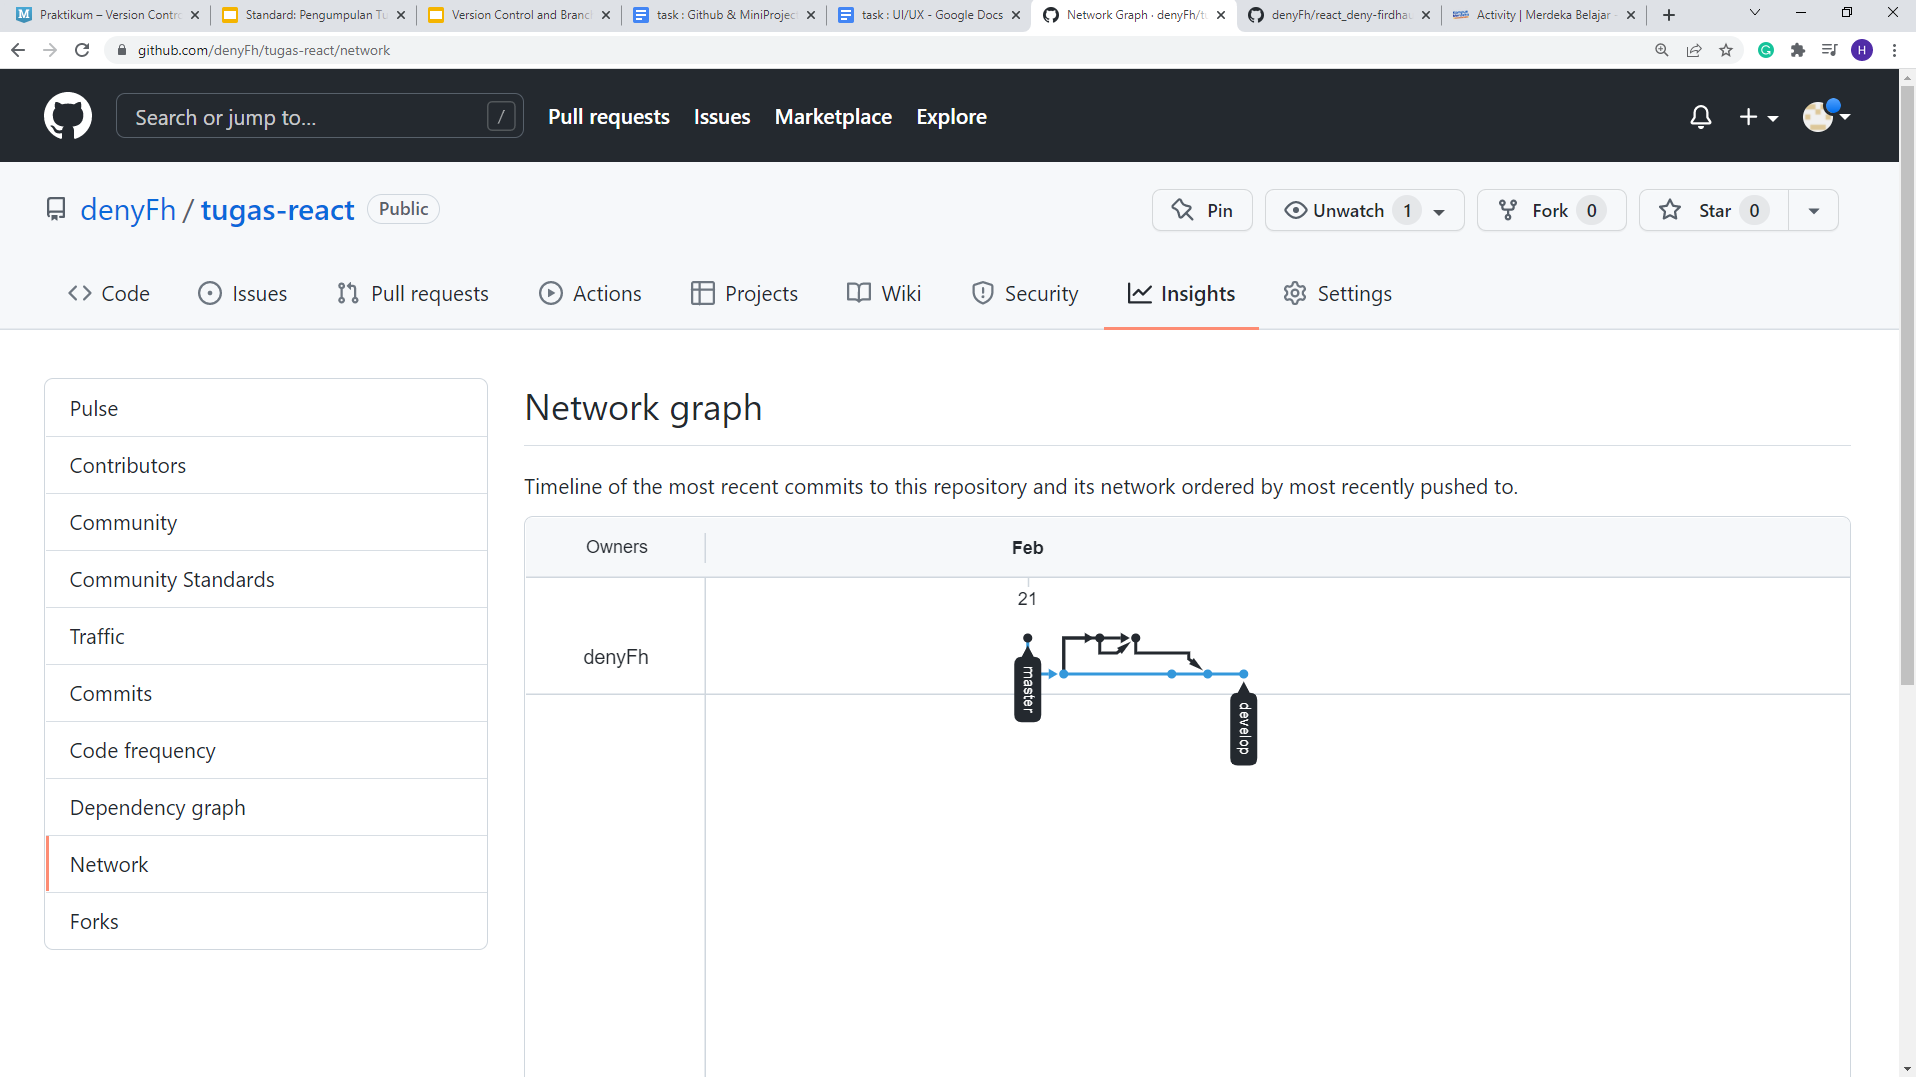 Praktikum – Version Contro
Standard: Pengumpulan Tu
Version Control and Branch
task : Github & MiniProjec
task : UI/UX - Google Docs
Network Graph · denyFh/tu
denyFh/react_deny-firdhau
Activity | Merdeka Belajar -
github.com/denyFh/tugas-react/network
H
Search or jump to...
/
Pull requests
Issues
Marketplace
Explore
denyFh / tugas-react
Public
Pin
Unwatch 1
Fork 0
Star 0
Code
Issues
Pull requests
Actions
Projects
Wiki
Security
Insights
Settings
Pulse
Contributors
Community
Community Standards
Traffic
Commits
Code frequency
Dependency graph
Network
Forks
Network graph
Timeline of the most recent commits to this repository and its network ordered by most recently pushed to.
Owners
Feb
21
denyFh
master
develop